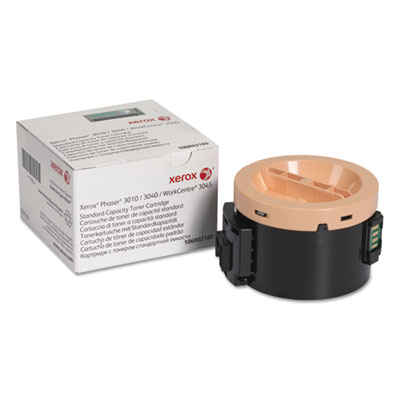 xerox
Xerox® Phaser® 3010 / 3040 / WorkCentre® 3045
Standard-Capacity Toner Cartridge
Cartouche de toner de capacité standard
Cartuccia di toner di capacità standard
Tonerkartusche mit Standardkapazität
Cartucho de tóner de capacidad estándar
Cartucho de toner de capacidade padrão
Картридж с тонером стандартной емкости
106R02180
106R02180